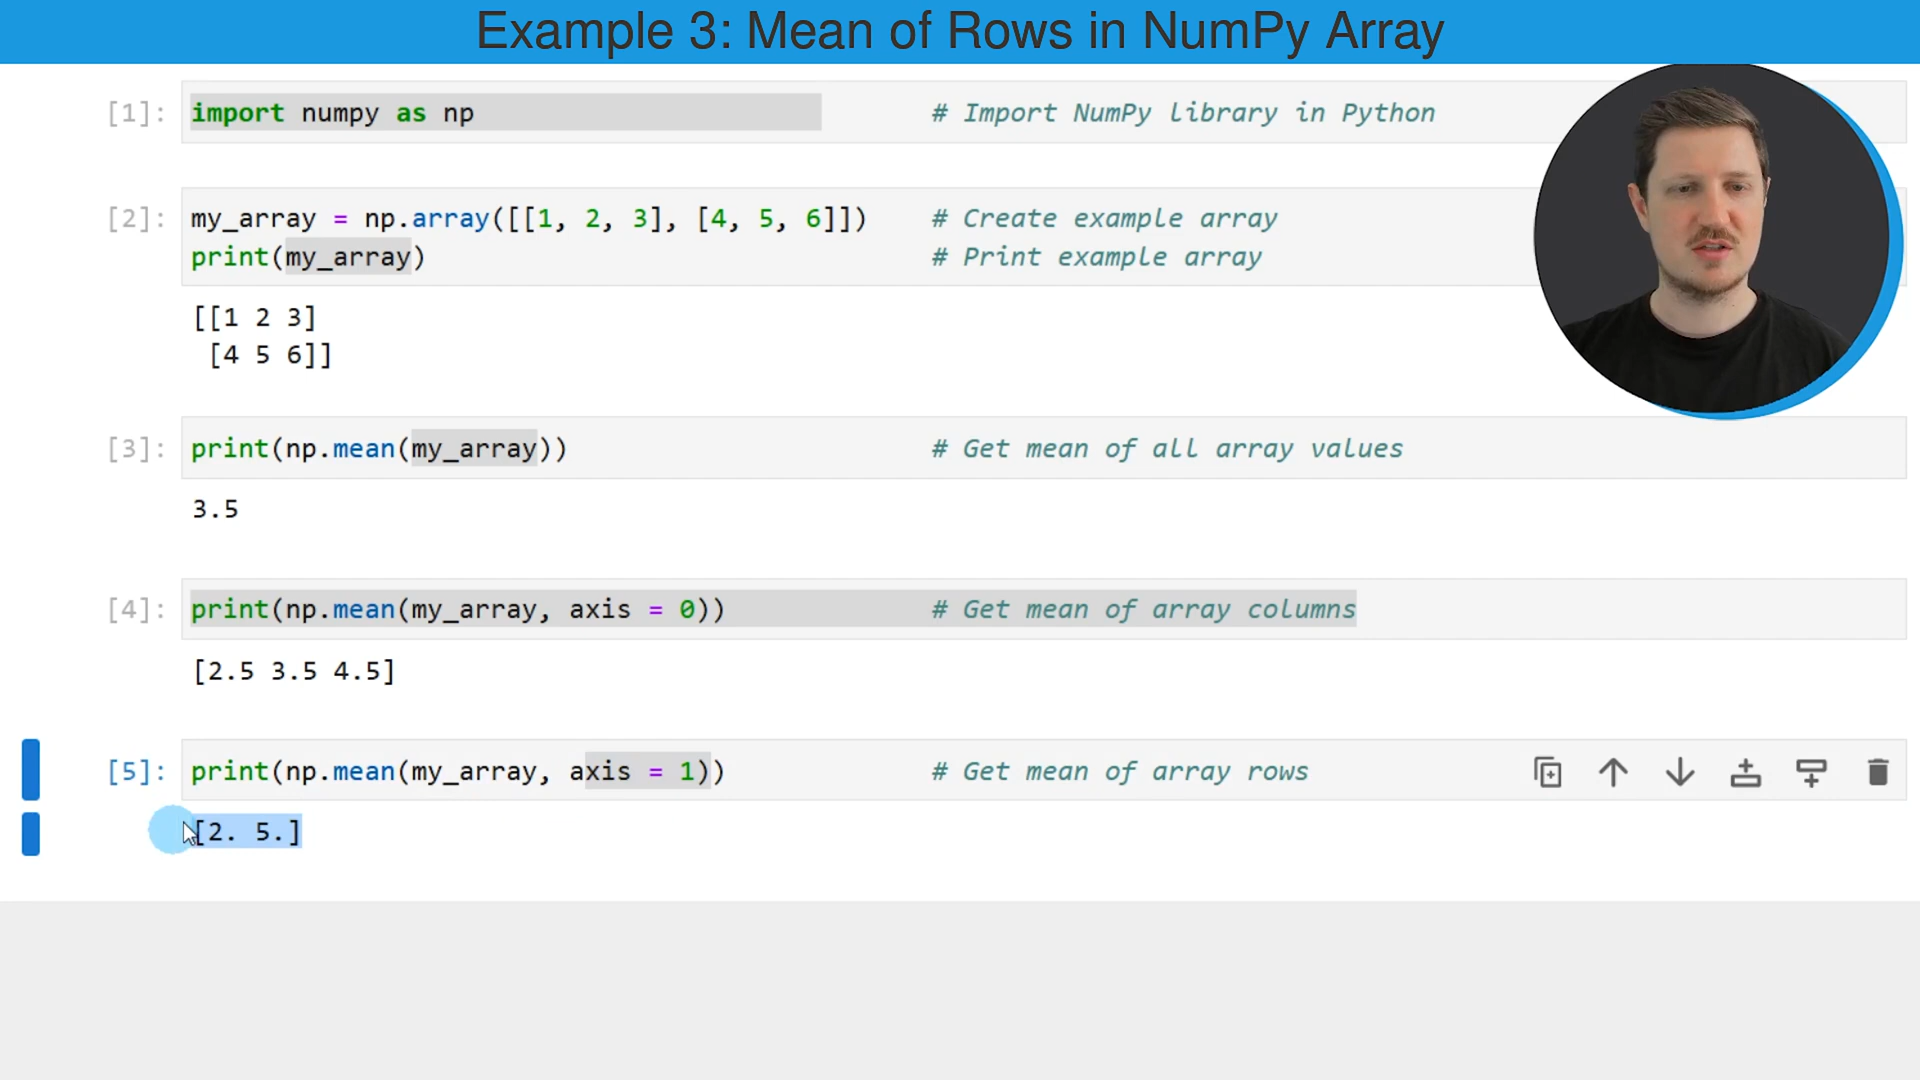 Example 3: Mean of Rows in NumPy Array
[1]: import numpy as np # Import NumPy library in Python
[2]: my_array = np.array([[1, 2, 3], [4, 5, 6]]) # Create example array
print(my_array) # Print example array
[[1 2 3]
[4 5 6]]
[3]: print(np.mean(my_array)) # Get mean of all array values
3.5
[4]: print(np.mean(my_array, axis = 0)) # Get mean of array columns
[2.5 3.5 4.5]
[5]: print(np.mean(my_array, axis = 1)) # Get mean of array rows
[2. 5.]